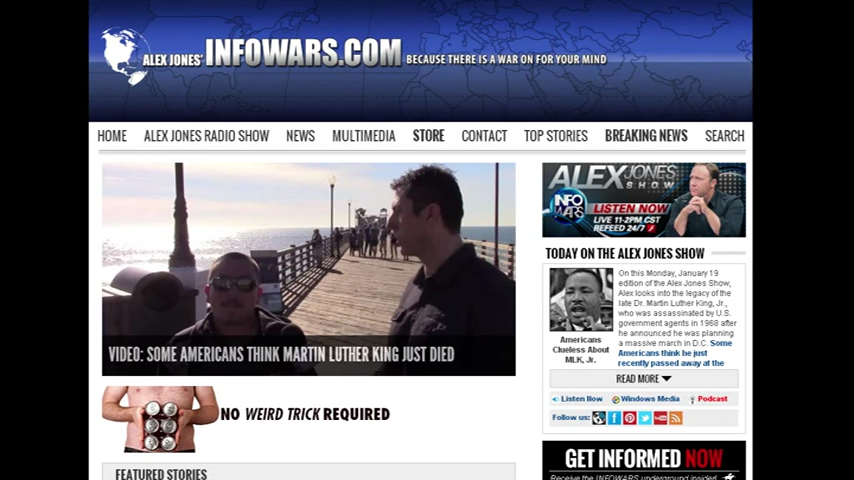 ALEX JONES' INFOWARS.COM BECAUSE THERE IS A WAR ON FOR YOUR MIND
HOME ALEX JONES RADIO SHOW NEWS MULTIMEDIA STORE CONTACT TOP STORIES BREAKING NEWS SEARCH
VIDEO: SOME AMERICANS THINK MARTIN LUTHER KING JUST DIED
NO WEIRD TRICK REQUIRED
FEATURED STORIES
ALEX JONES
SHOW
INFO
WARS
LISTEN NOW
LIVE 11-2PM CST
REFEED 24/7
TODAY ON THE ALEX JONES SHOW
On this Monday, January 19
edition of the Alex Jones Show,
Alex looks into the legacy of the
late Dr. Martin Luther King, Jr.,
who was assassinated by U.S.
government agents in 1968 after
he announced he was planning
a massive march in D.C. Some
Americans think he just
recently passed away at the
Americans
Clueless About
MLK, Jr.
READ MORE
Listen Now Windows Media Podcast
Follow us:
GET INFORMED NOW
Receive the INFOWARS underground insider!